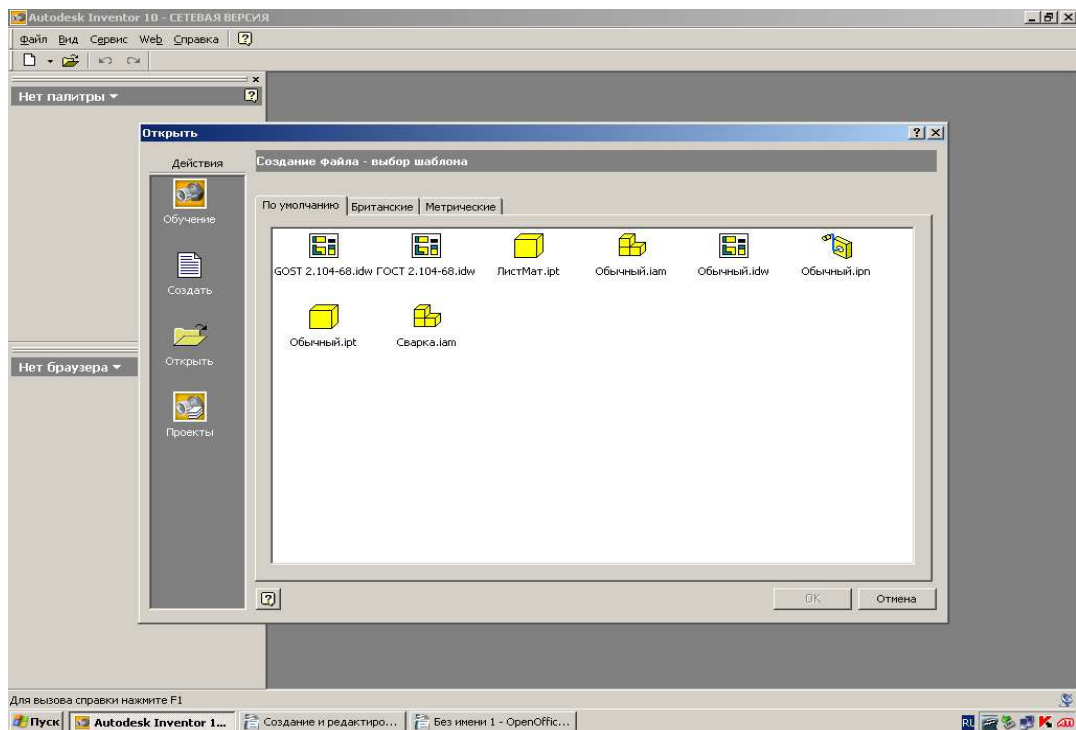 Autodesk Inventor 10 - СЕТЕВАЯ ВЕРСИЯ
Файл Вид Сервис Web Справка
Нет палитры
Открыть
Действия
Создание файла - выбор шаблона
По умолчанию Британские Метрические
Обучение
GOST 2.104-68.idw ГОСТ 2.104-68.idw ЛистМат.ipt Обычный.iam Обычный.idw Обычный.ipn
Создать
Обычный.ipt Сварка.iam
Открыть
Нет браузера
Проекты
OK Отмена
Для вызова справки нажмите F1
Пуск Autodesk Inventor 1... Создание и редактиро... Без имени 1 - OpenOffic... RL